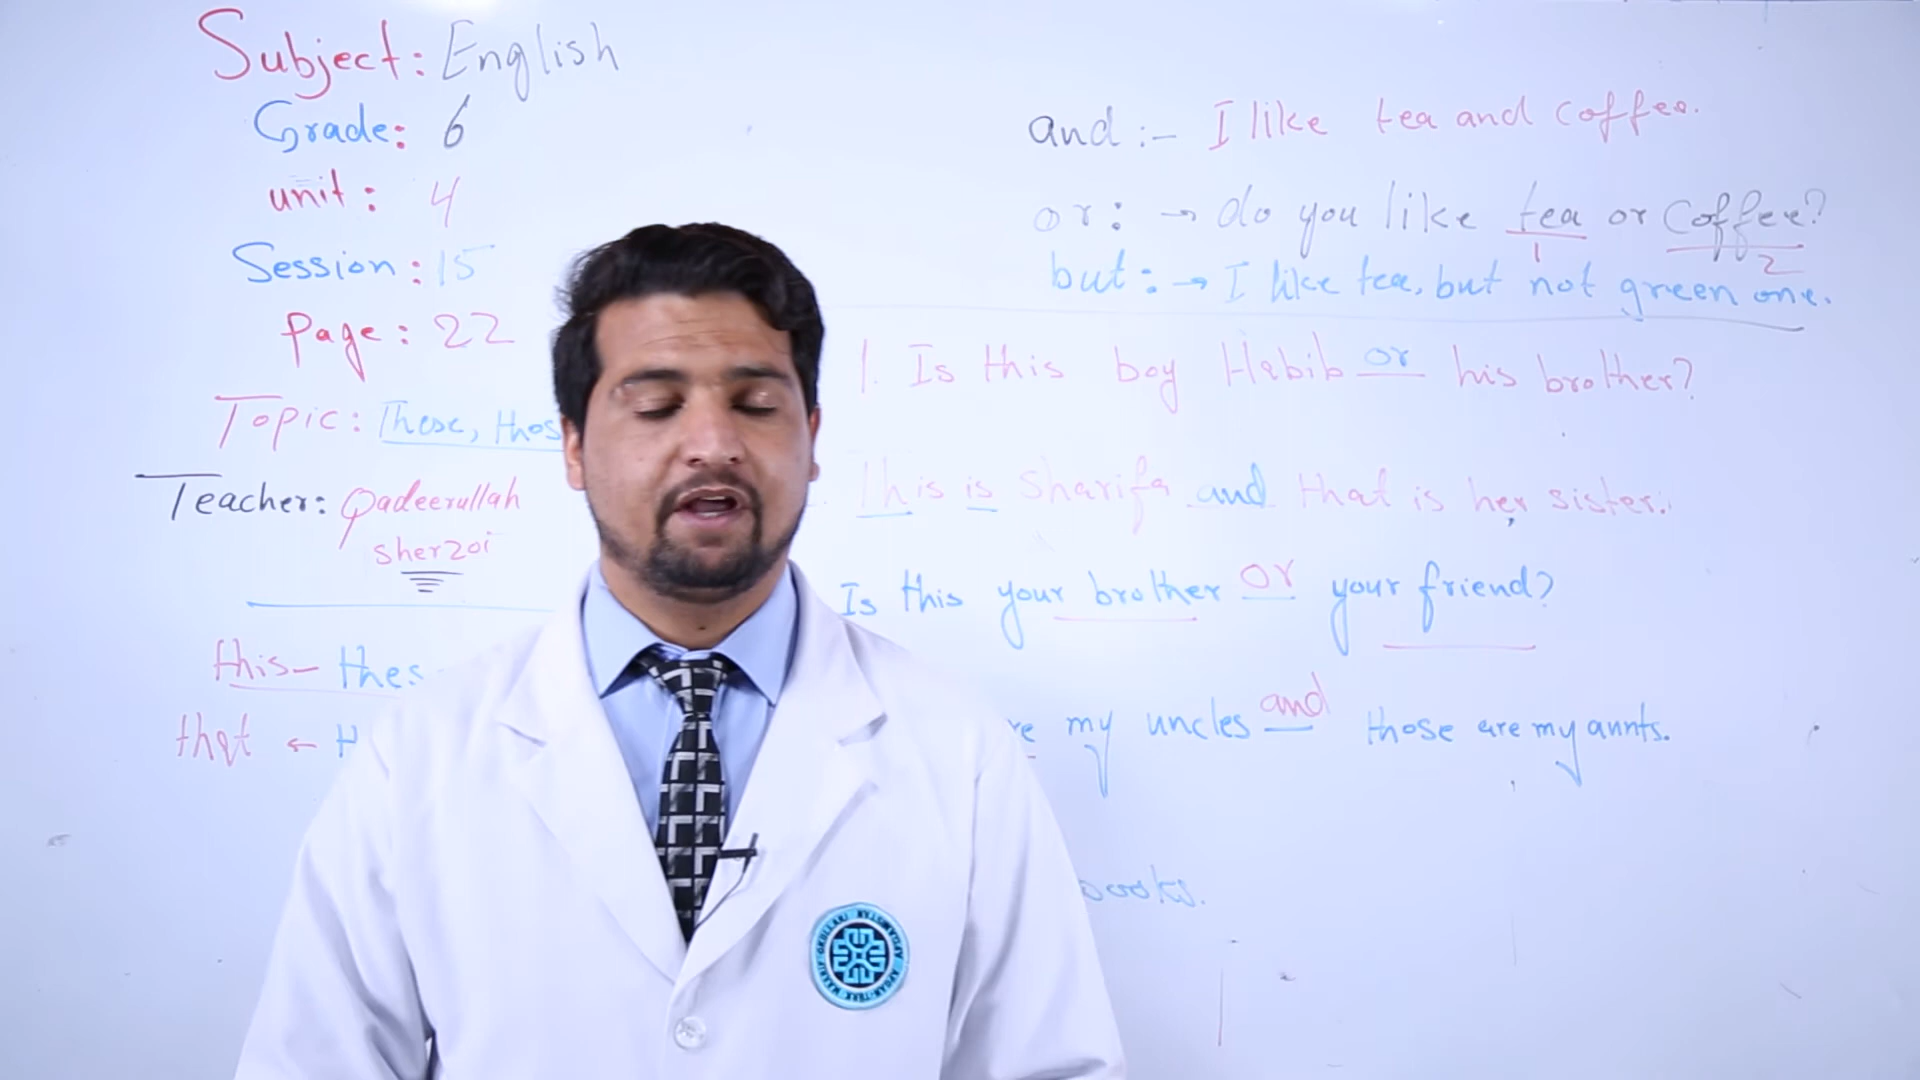 Subject: English
Grade: 6
unit: 4
Session: 15
page: 22
Topic: These, thos
Teacher: Qadeerullah
sherzoi
this- thes
that ←
and :- I like tea and coffee.
or: → do you like tea or coffee?
1 2
but: → I like tea, but not green one.
1. Is this boy Habib or his brother?
This is Sharifa and that is her sister.
Is this your brother or your friend?
re my uncles and those are my aunts.
books.